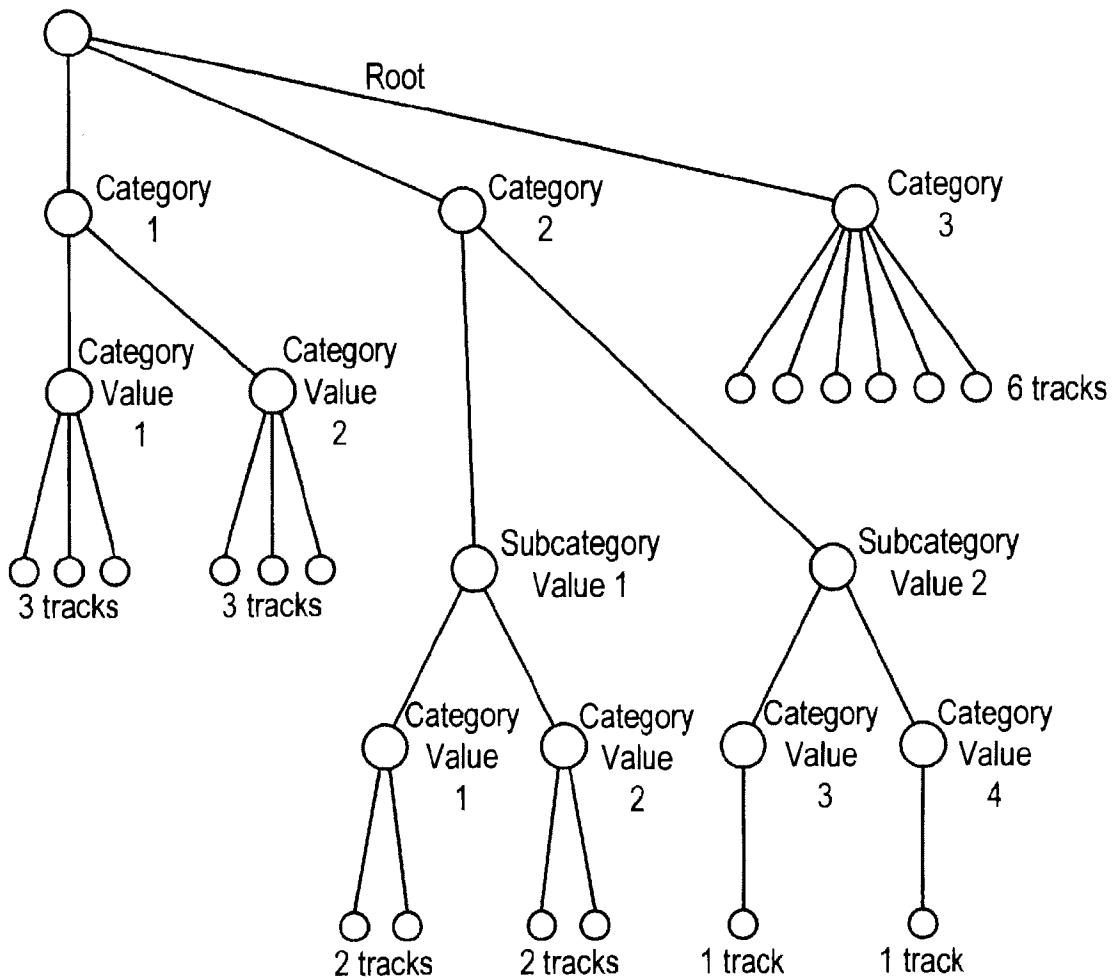 Root
Category
1
Category
2
Category
3
Category
Value
1
Category
Value
2
6 tracks
3 tracks
3 tracks
Subcategory
Value 1
Subcategory
Value 2
Category
Value
1
Category
Value
2
Category
Value
3
Category
Value
4
2 tracks
2 tracks
1 track
1 track